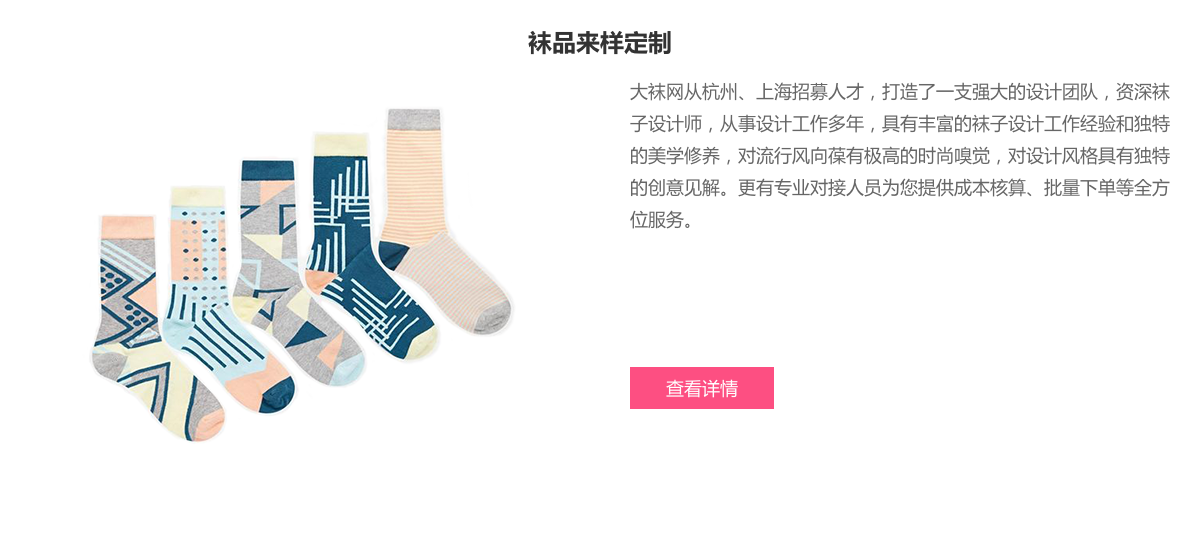 袜品来样定制
大袜网从杭州、上海招募人才，打造了一支强大的设计团队，资深袜
子设计师，从事设计工作多年，具有丰富的袜子设计工作经验和独特
的美学修养，对流行风向葆有极高的时尚嗅觉，对设计风格具有独特
的创意见解。更有专业对接人员为您提供成本核算、批量下单等全方
位服务。
查看详情